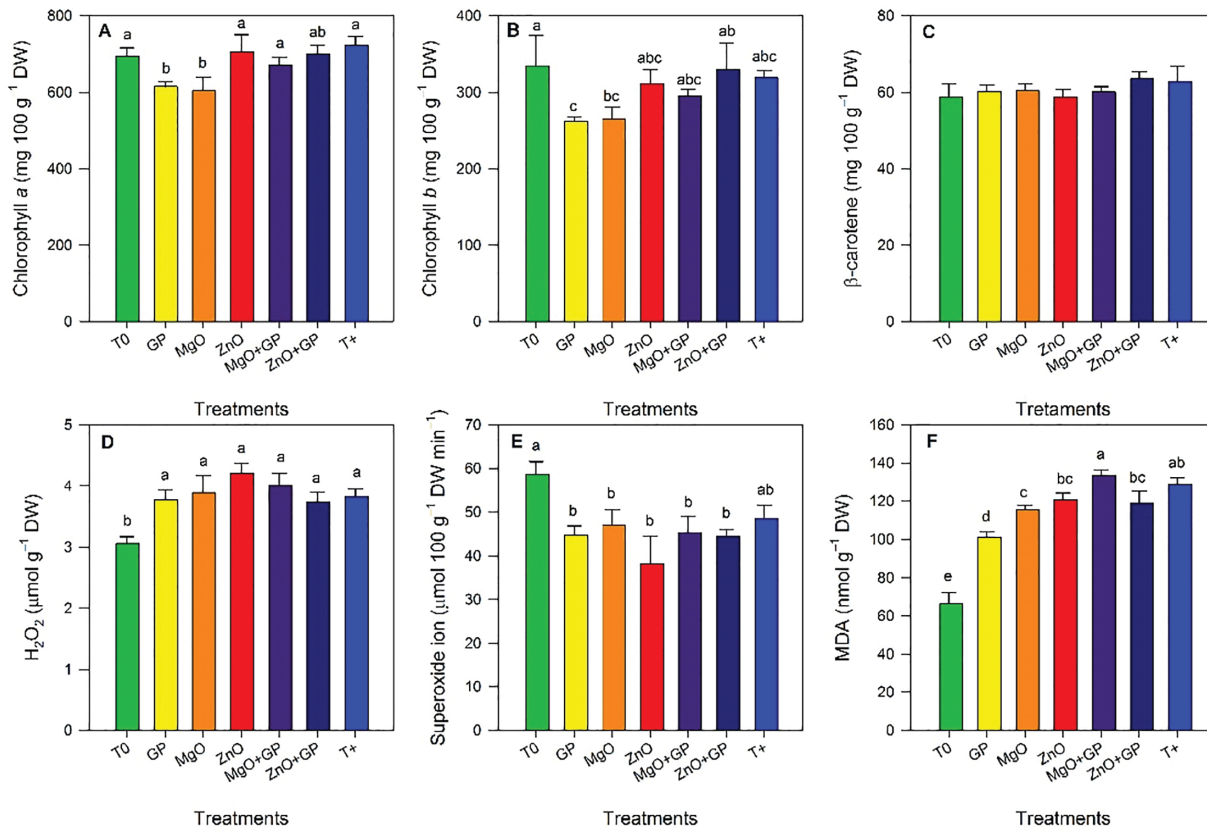 A
Chlorophyll a (mg 100 g⁻¹ DW)
800
600
400
200
0
a
b
b
a
a
ab
a
T0
GP
MgO
ZnO
MgO+GP
ZnO+GP
T+
Treatments
B
Chlorophyll b (mg 100 g⁻¹ DW)
400
300
200
100
0
a
c
bc
abc
abc
ab
abc
T0
GP
MgO
ZnO
MgO+GP
ZnO+GP
T+
Treatments
C
β-carotene (mg 100 g⁻¹ DW)
100
80
60
40
20
0
T0
GP
MgO
ZnO
MgO+GP
ZnO+GP
T+
Tretaments
D
H₂O₂ (μmol g⁻¹ DW)
5
4
3
2
1
0
b
a
a
a
a
a
a
T0
GP
MgO
ZnO
MgO+GP
ZnO+GP
T+
Treatments
E
Superoxide ion (μmol 100 g⁻¹ DW min⁻¹)
70
60
50
40
30
20
10
0
a
b
b
b
b
b
ab
T0
GP
MgO
ZnO
MgO+GP
ZnO+GP
T+
Treatments
F
MDA (nmol g⁻¹ DW)
160
140
120
100
80
60
40
20
0
e
d
c
bc
a
bc
ab
T0
GP
MgO
ZnO
MgO+GP
ZnO+GP
T+
Treatments